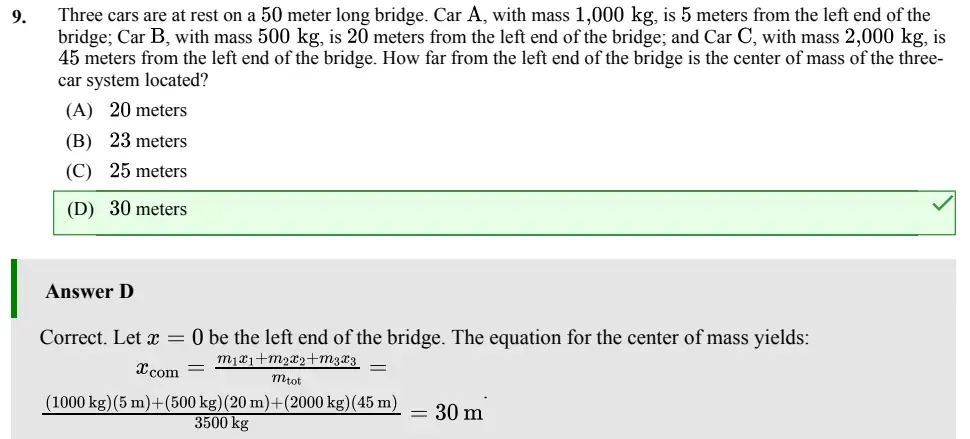 9. Three cars are at rest on a 50 meter long bridge. Car A, with mass 1,000 kg, is 5 meters from the left end of the
bridge; Car B, with mass 500 kg, is 20 meters from the left end of the bridge; and Car C, with mass 2,000 kg, is
45 meters from the left end of the bridge. How far from the left end of the bridge is the center of mass of the three-
car system located?
(A) 20 meters
(B) 23 meters
(C) 25 meters
(D) 30 meters
Answer D
Correct. Let x = 0 be the left end of the bridge. The equation for the center of mass yields:
x_com = (m₁x₁+m₂x₂+m₃x₃)/m_tot =
((1000 kg)(5 m)+(500 kg)(20 m)+(2000 kg)(45 m))/(3500 kg) = 30 m.